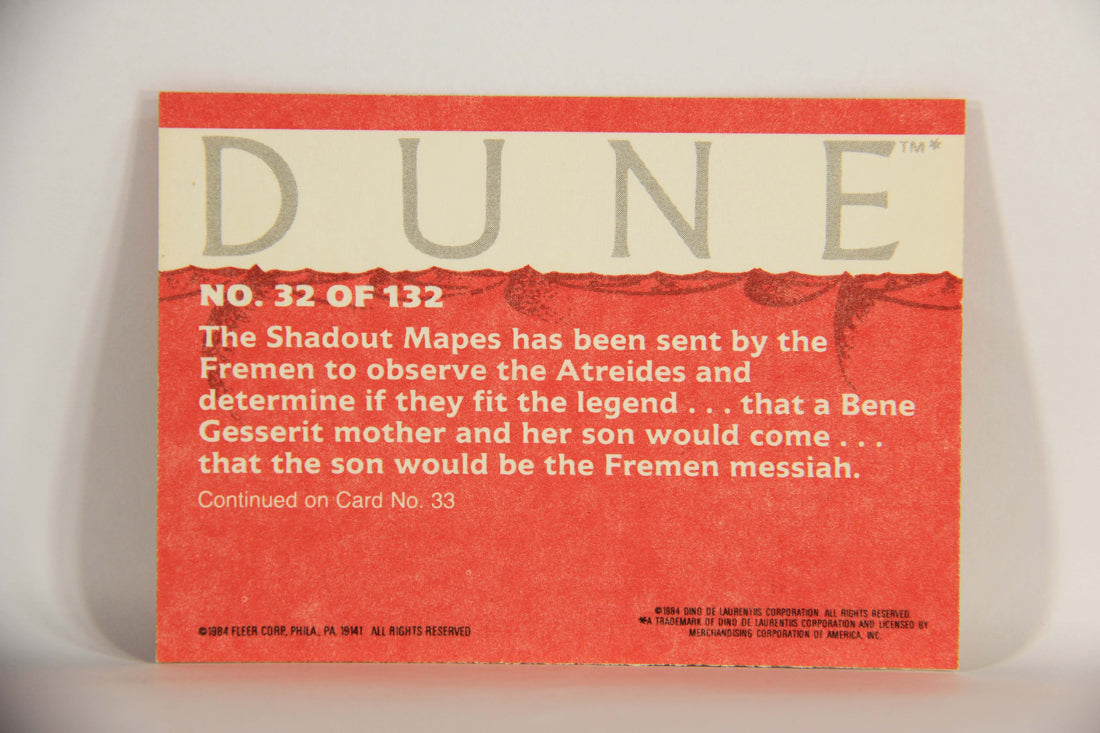 DUNE™*
NO. 32 OF 132
The Shadout Mapes has been sent by the
Fremen to observe the Atreides and
determine if they fit the legend . . . that a Bene
Gesserit mother and her son would come . . .
that the son would be the Fremen messiah.
Continued on Card No. 33
©1984 FLEER CORP., PHILA., PA. 19141 ALL RIGHTS RESERVED
©1984 DINO DE LAURENTIIS CORPORATION. ALL RIGHTS RESERVED.
*A TRADEMARK OF DINO DE LAURENTIIS CORPORATION AND LICENSED BY
MERCHANDISING CORPORATION OF AMERICA, INC.